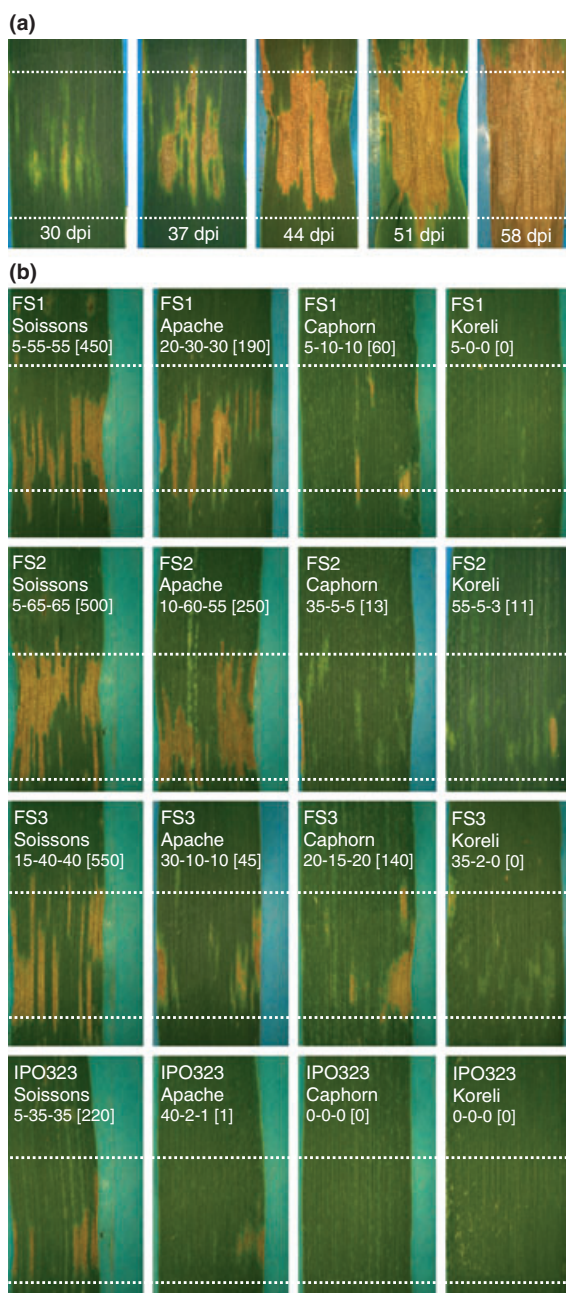 (a)
30 dpi
37 dpi
44 dpi
51 dpi
58 dpi
(b)
FS1
Soissons
5-55-55 [450]
FS1
Apache
20-30-30 [190]
FS1
Caphorn
5-10-10 [60]
FS1
Koreli
5-0-0 [0]
FS2
Soissons
5-65-65 [500]
FS2
Apache
10-60-55 [250]
FS2
Caphorn
35-5-5 [13]
FS2
Koreli
55-5-3 [11]
FS3
Soissons
15-40-40 [550]
FS3
Apache
30-10-10 [45]
FS3
Caphorn
20-15-20 [140]
FS3
Koreli
35-2-0 [0]
IPO323
Soissons
5-35-35 [220]
IPO323
Apache
40-2-1 [1]
IPO323
Caphorn
0-0-0 [0]
IPO323
Koreli
0-0-0 [0]